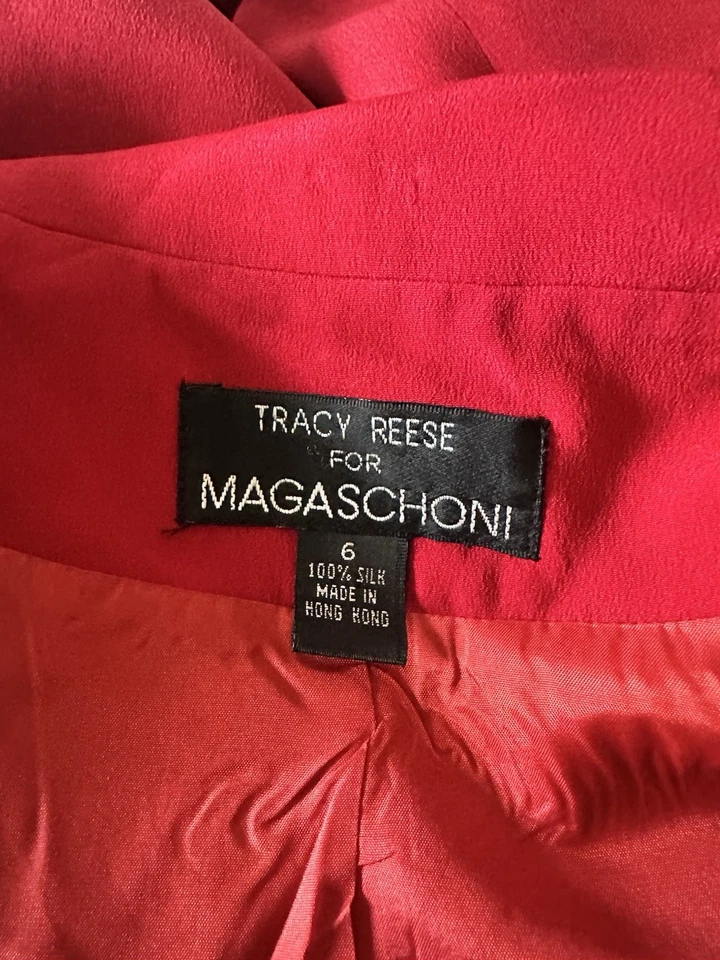 TRACY REESE
FOR
MAGASCHONI
6
100% SILK
MADE IN
HONG KONG